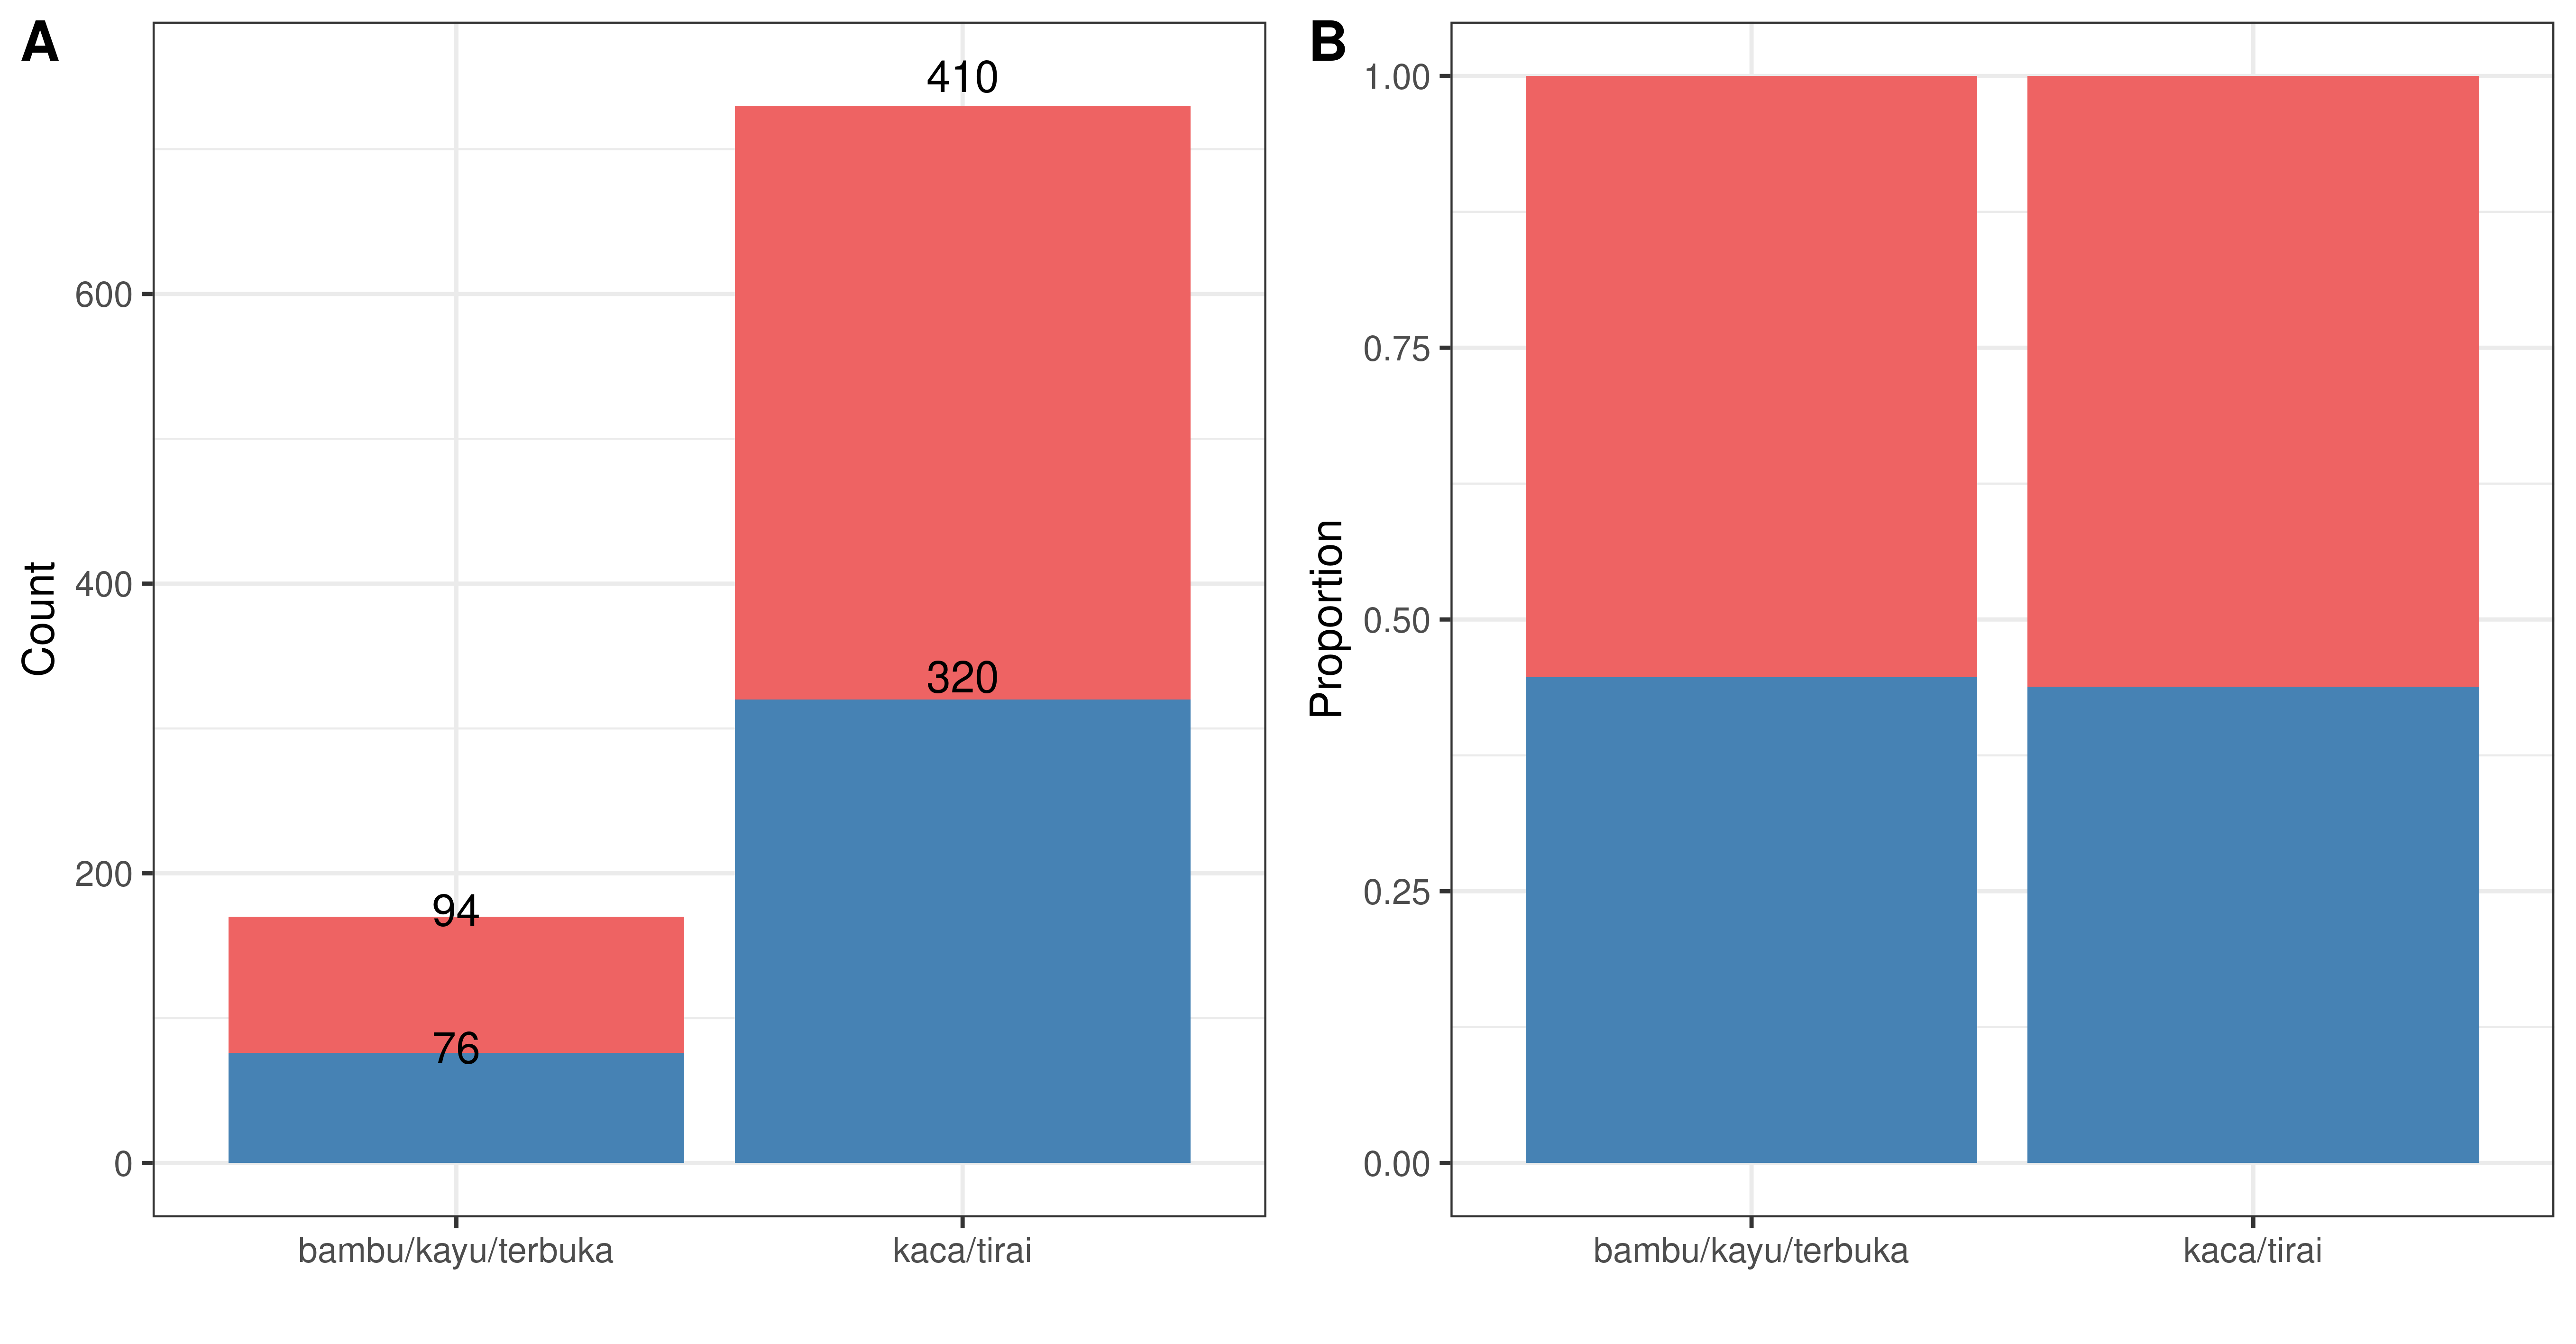 A
Count
600
400
200
0
410
320
94
76
bambu/kayu/terbuka
kaca/tirai
B
Proportion
1.00
0.75
0.50
0.25
0.00
bambu/kayu/terbuka
kaca/tirai